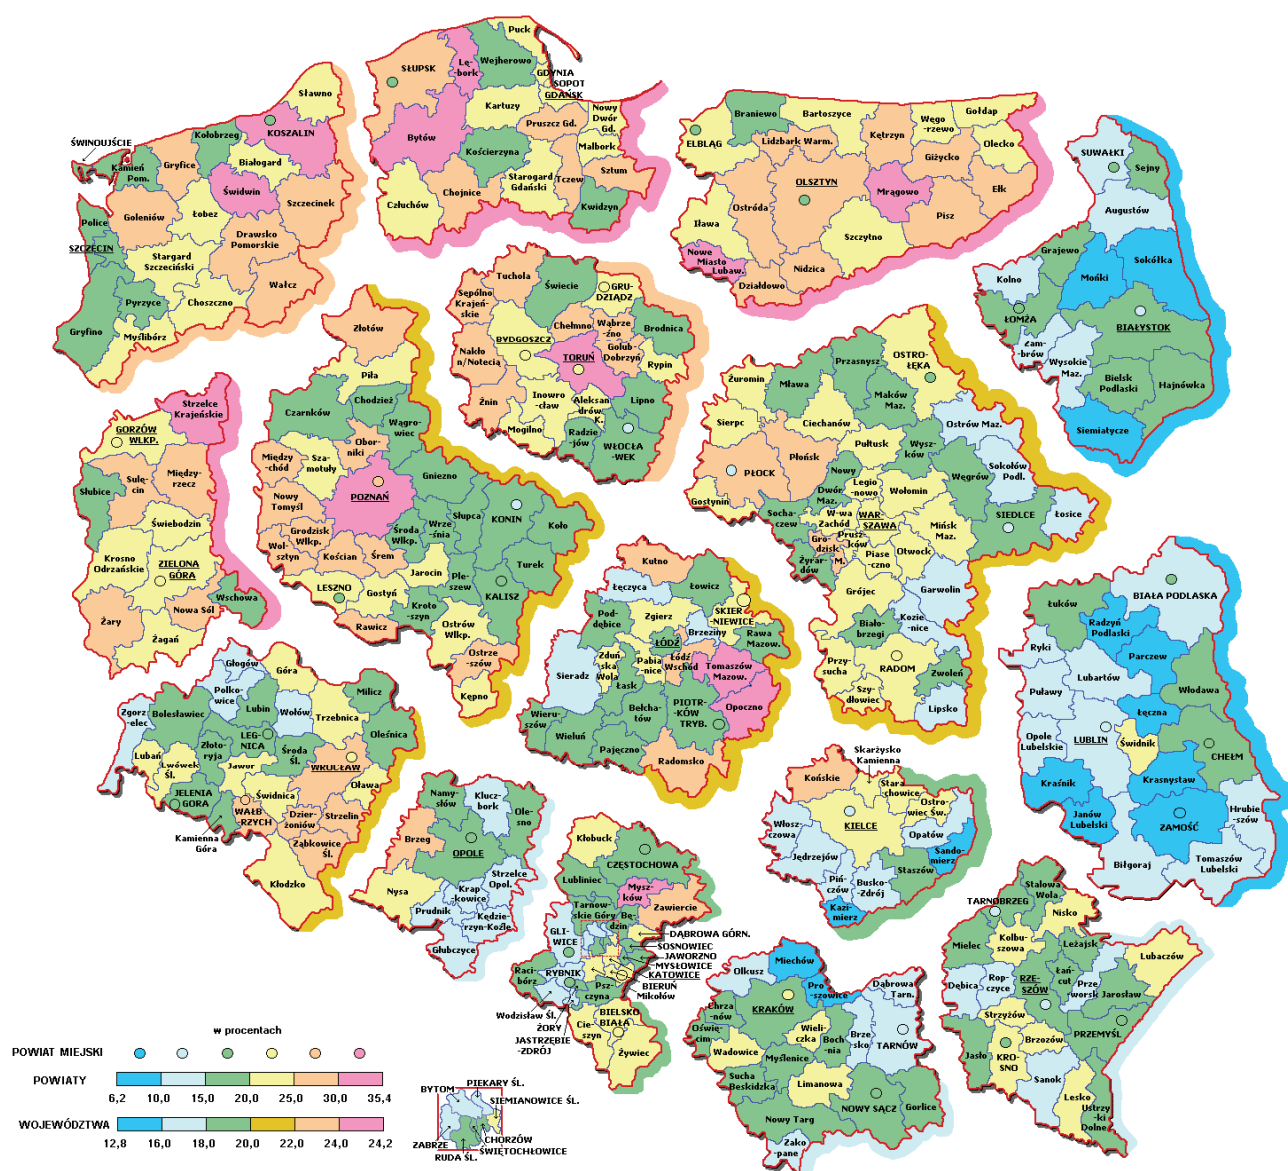 Puck
SŁUPSK
Lę-
bork
Wejherowo
GDYNIA
SOPOT
GDAŃSK
Kartuzy
Nowy
Dwór
Gd.
Bytów
Pruszcz Gd.
Malbork
Kościerzyna
Starogard
Gdański
Tczew
Sztum
Chojnice
Człuchów
Kwidzyn
Sławno
KOSZALIN
Kołobrzeg
ŚWINOUJŚCIE
Kamień
Pom.
Gryfice
Białogard
Świdwin
Szczecinek
Goleniów
Łobez
Police
SZCZECIN
Drawsko
Pomorskie
Stargard
Szczeciński
Wałcz
Pyrzyce
Choszczno
Gryfino
Myślibórz
Braniewo
Bartoszyce
Gołdap
Węgo
-rzewo
Kętrzyn
ELBLĄG
Lidzbark Warm.
Olecko
Giżycko
OLSZTYN
Mrągowo
Ełk
Ostróda
Pisz
Iława
Szczytno
Nowe
Miasto
Lubaw.
Nidzica
Działdowo
SUWAŁKI
Sejny
Augustów
Grajewo
Sokółka
Kolno
Mońki
ŁOMŻA
BIAŁYSTOK
Zam-
-brów
Wysokie
Maz.
Bielsk
Podlaski
Hajnówka
Siemiatycze
Tuchola
Sępólno
Krajeń-
skie
Świecie
GRU-
DZIĄDZ
Chełmno
Wąbrze
-źno
Brodnica
BYDGOSZCZ
TORUŃ
Golub-
Dobrzyń
Nakło
n/Notecią
Rypin
Żnin
Inowro
-cław
Aleksan
-drów
K.
Lipno
Mogilno
Radzie
-jów
WŁOCŁA
-WEK
Złotów
Piła
Czarnków
Chodzież
Wągro-
wiec
Obor-
niki
Między
-chód
Sza-
motuły
Gniezno
POZNAŃ
Nowy
Tomyśl
Słupca
KONIN
Grodzisk
Wlkp.
Środa
Wlkp.
Wrze-
śnia
Koło
Wol-
sztyn
Kościan
Śrem
Turek
Jarocin
Ple-
szew
LESZNO
Gostyń
KALISZ
Kroto
-szyn
Rawicz
Ostrów
Wlkp.
Ostrze
-szów
Kępno
Strzelce
Krajeńskie
GORZÓW
WLKP.
Słubice
Sulę-
cin
Między-
rzecz
Świebodzin
Krosno
Odrzańskie
ZIELONA
GÓRA
Wschowa
Nowa Sól
Żary
Żagań
OSTRO-
ŁĘKA
Przasnysz
Żuromin
Mława
Maków
Maz.
Ciechanów
Ostrów Maz.
Sierpc
Pułtusk
Wysz-
ków
PŁOCK
Płońsk
Sokołów
Podl.
Nowy
Dwór
Maz.
Legio
-nowo
Węgrów
Gostynin
Wołomin
Socha-
czew
W-wa
Zachód
WAR-
SZAWA
SIEDLCE
Łosice
Mińsk
Maz.
Grodzisk
M.
Prusz-
ków
Otwock
Piase
-czno
Żyrar-
dów
Grójec
Garwolin
Biało-
brzegi
Kozie-
nice
RADOM
Przy-
sucha
Zwoleń
Szy-
dłowiec
Lipsko
Kutno
Łęczyca
Łowicz
SKIER
NIEWICE
Pod-
dębice
Zgierz
Brzeziny
ŁÓDŹ
Rawa
Mazow.
Zduń
ska
Wola
Pabia
-nice
Łódź
Wschód
Sieradz
Tomaszów
Mazow.
Łask
Opoczno
Wieru-
szów
Bełcha-
tów
PIOTR-
KÓW
TRYB.
Wieluń
Pajęczno
Radomsko
BIAŁA PODLASKA
Łuków
Radzyń
Podlaski
Ryki
Parczew
Lubartów
Puławy
Włodawa
Łęczna
LUBLIN
Opole
Lubelskie
Świdnik
CHEŁM
Kraśnik
Krasnystaw
Janów
Lubelski
ZAMOŚĆ
Hrubie
-szów
Biłgoraj
Tomaszów
Lubelski
Głogów
Góra
Polko-
wice
Milicz
Zgorz
-elec
Bolesławiec
Lubin
Wołów
Trzebnica
Oleśnica
LEG-
NICA
Lubań
Lwówek
Śl.
Złoto-
ryja
Środa
Śl.
WROCŁAW
Jawor
Oława
JELENIA
GÓRA
Świdnica
WAŁB
-RZYCH
Dzier-
żoniów
Strzelin
Kamienna
Góra
Ząbkowice
Śl.
Kłodzko
Namy-
słów
Klucz-
bork
Ole-
sno
Brzeg
OPOLE
Strzelce
Opol.
Nysa
Krap
-kowice
Prudnik
Kędzie-
rzyn-Koźle
Głubczyce
Skarżysko
Kamienna
Końskie
Stara
chowice
Ostro-
wiec Św.
KIELCE
Włosz-
czowa
Opatów
Jędrzejów
Sando-
mierz
Piń-
czów
Busko-
-Zdrój
Staszów
Kazi-
mierz
Kłobuck
CZĘSTOCHOWA
Lubliniec
Mysz-
ków
Zawiercie
Tarnow
-skie Góry
Bę
dzin
DĄBROWA GÓRN.
GLI-
WICE
SOSNOWIEC
JAWORZNO
MYSŁOWICE
KATOWICE
BIERUŃ
Mikołów
Raci-
bórz
RYBNIK
Psz-
czyna
Wodzisław Śl.
ŻORY
JASTRZĘBIE
-ZDRÓJ
BIELSKO
BIAŁA
Cie-
szyn
Żywiec
Miechów
Olkusz
Pro-
szowice
Dąbrowa
Tarn.
Chrza-
nów
KRAKÓW
Oświę-
cim
Wieli-
czka
Boch-
nia
Brze-
sko
TARNÓW
Wadowice
Myślenice
Sucha
Beskidzka
Limanowa
NOWY SĄCZ
Gorlice
Nowy Targ
Zako
-pane
Stalowa
Wola
TARNOBRZEG
Nisko
Mielec
Kolbu-
szowa
Leżajsk
Lubaczów
Dębica
Rop-
czyce
RZE-
SZÓW
Łań-
cut
Prze
worsk
Jarosław
Strzyżów
PRZEMYŚL
Jasło
KRO-
SNO
Brzozów
Sanok
Lesko
Ustrzy
-ki
Dolne
w procentach
POWIAT MIEJSKI
POWIATY
6,2 10,0 15,0 20,0 25,0 30,0 35,4
WOJEWÓDZTWA
12,8 16,0 18,0 20,0 22,0 24,0 24,2
BYTOM
PIEKARY ŚL.
SIEMIANOWICE ŚL.
ZABRZE
CHORZÓW
ŚWIĘTOCHŁOWICE
RUDA ŚL.